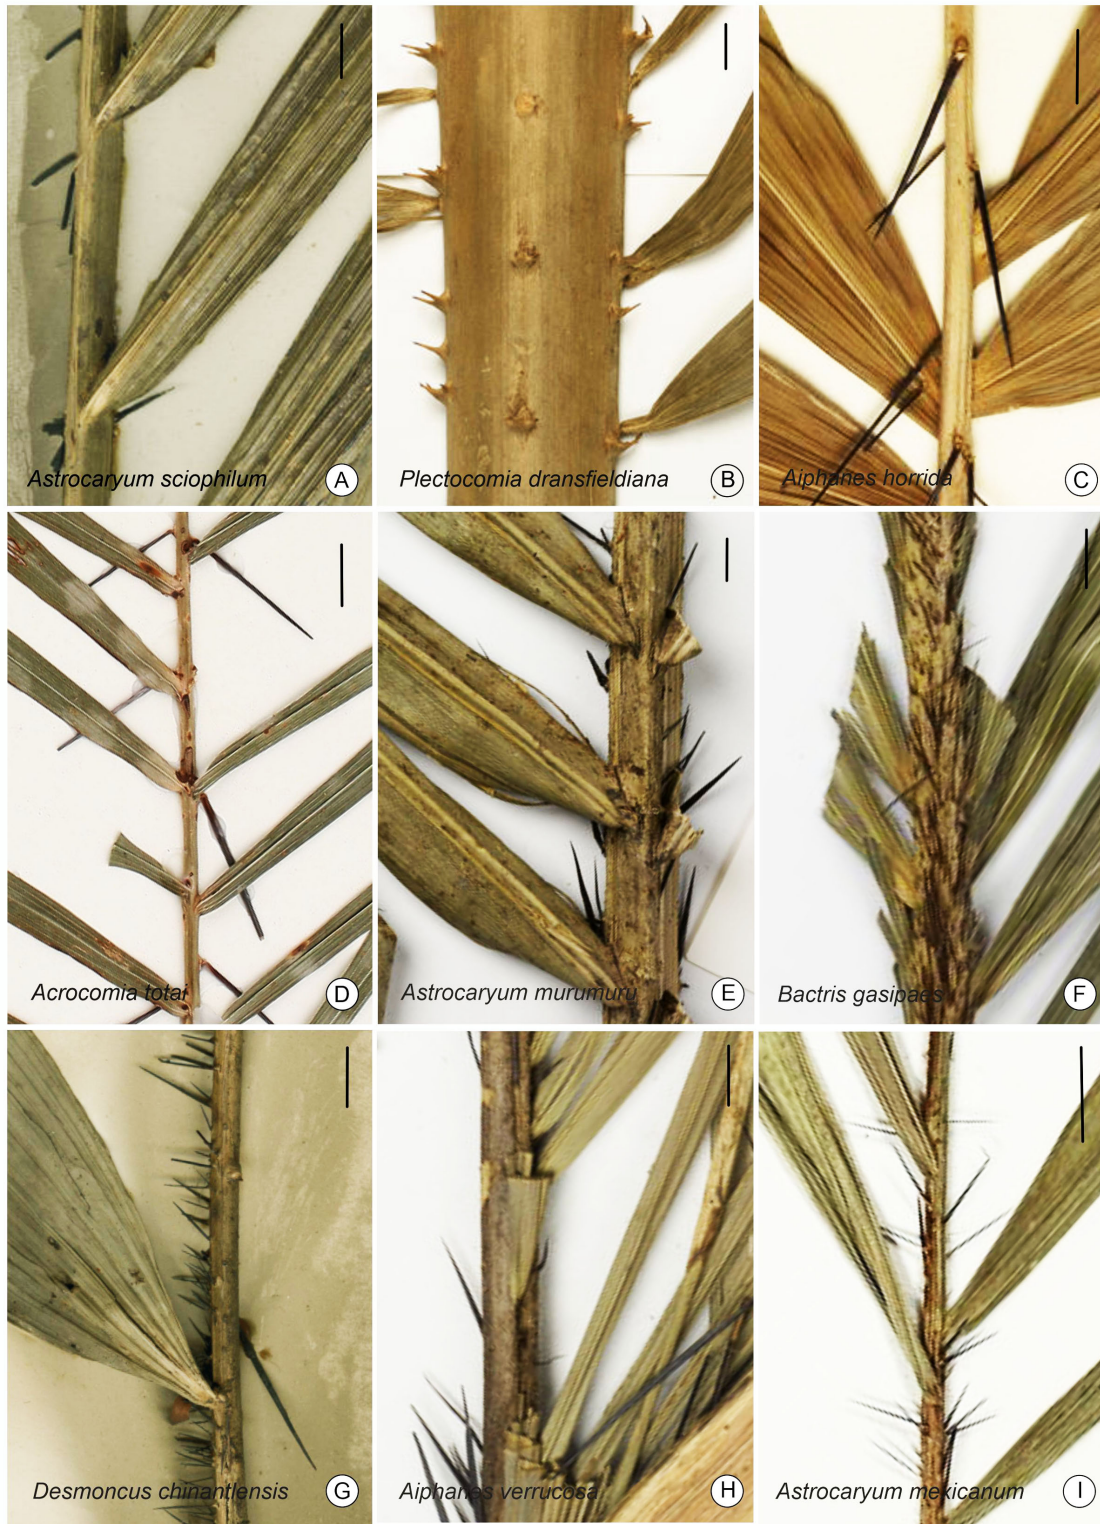 Astrocaryum sciophilum A
Plectocomia dransfieldiana B
Aiphanes horrida C
Acrocomia totai D
Astrocaryum murumuru E
Bactris gasipaes F
Desmoncus chinantlensis G
Aiphanes verrucosa H
Astrocaryum mexicanum I